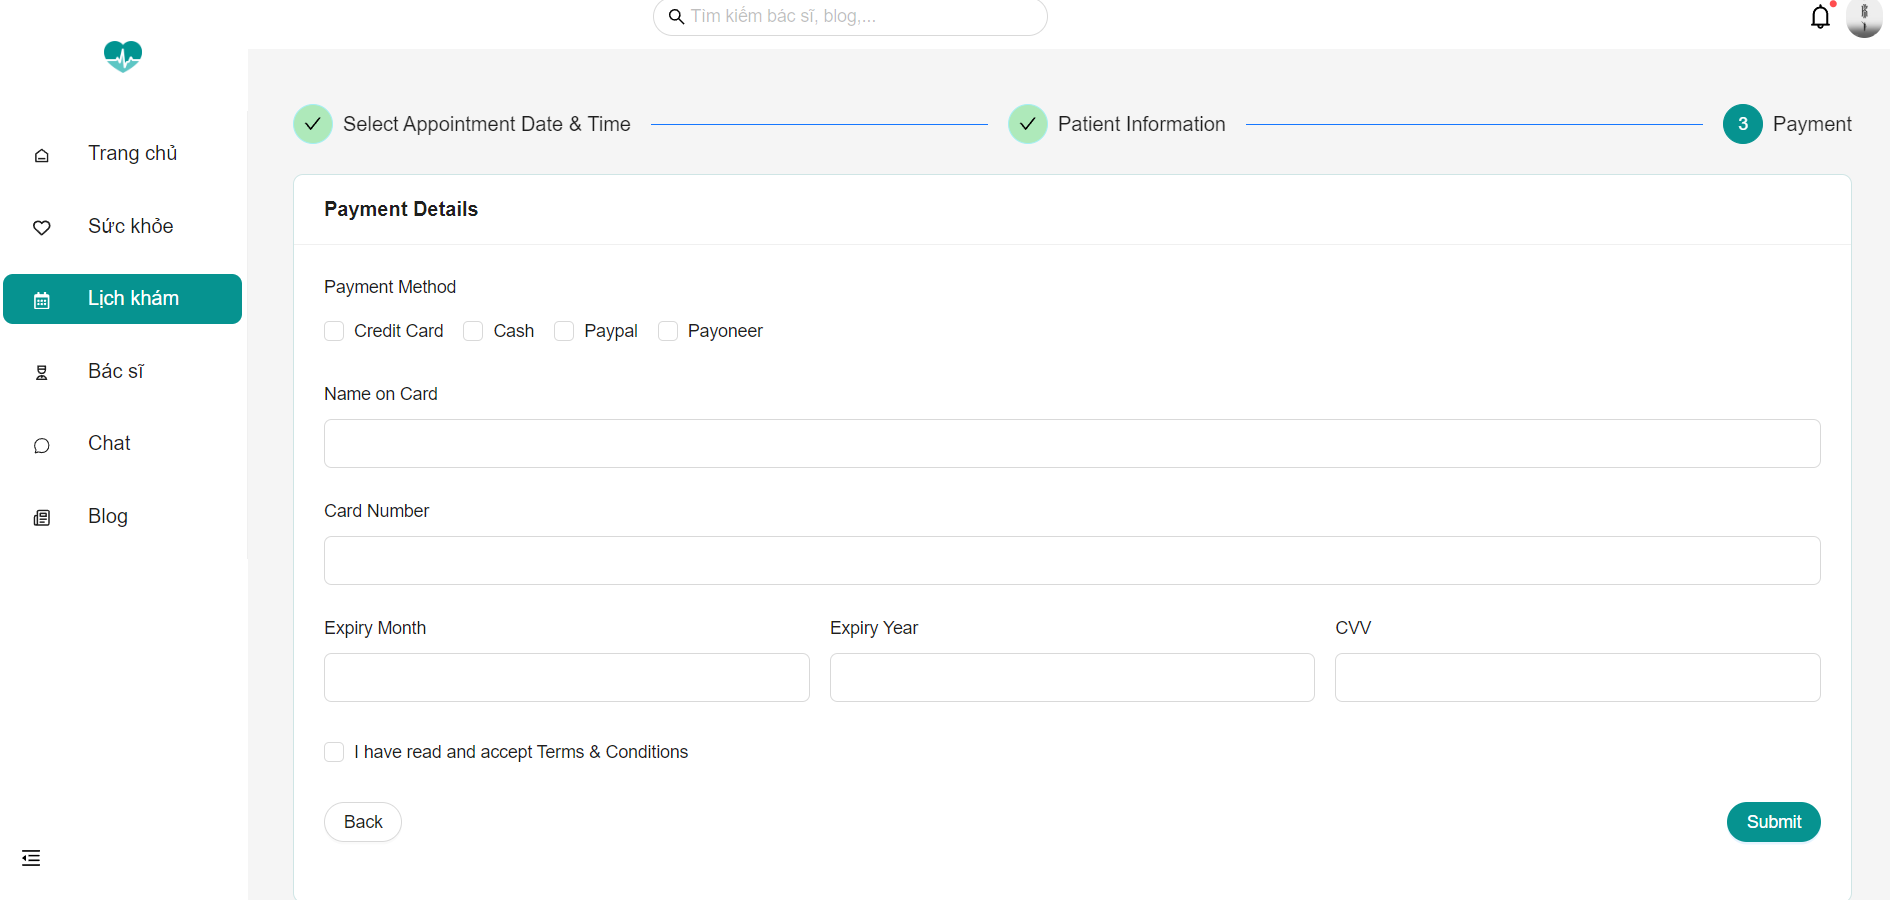 Tìm kiếm bác sĩ, blog,...
Trang chủ
Sức khỏe
Lịch khám
Bác sĩ
Chat
Blog
Select Appointment Date & Time
Patient Information
3 Payment
Payment Details
Payment Method
Credit Card Cash Paypal Payoneer
Name on Card
Card Number
Expiry Month Expiry Year CVV
I have read and accept Terms & Conditions
Back Submit